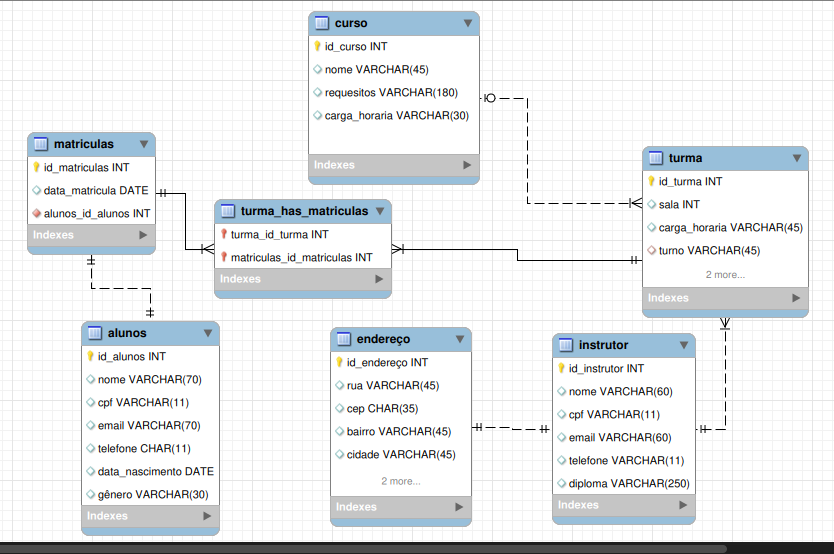 curso
id_curso INT
nome VARCHAR(45)
requesitos VARCHAR(180)
carga_horaria VARCHAR(30)
Indexes
matriculas
id_matriculas INT
data_matricula DATE
alunos_id_alunos INT
Indexes
turma_has_matriculas
turma_id_turma INT
matriculas_id_matriculas INT
Indexes
turma
id_turma INT
sala INT
carga_horaria VARCHAR(45)
turno VARCHAR(45)
2 more...
Indexes
alunos
id_alunos INT
nome VARCHAR(70)
cpf VARCHAR(11)
email VARCHAR(70)
telefone CHAR(11)
data_nascimento DATE
gênero VARCHAR(30)
Indexes
endereço
id_endereço INT
rua VARCHAR(45)
cep CHAR(35)
bairro VARCHAR(45)
cidade VARCHAR(45)
2 more...
Indexes
instrutor
id_instrutor INT
nome VARCHAR(60)
cpf VARCHAR(11)
email VARCHAR(60)
telefone VARCHAR(11)
diploma VARCHAR(250)
Indexes